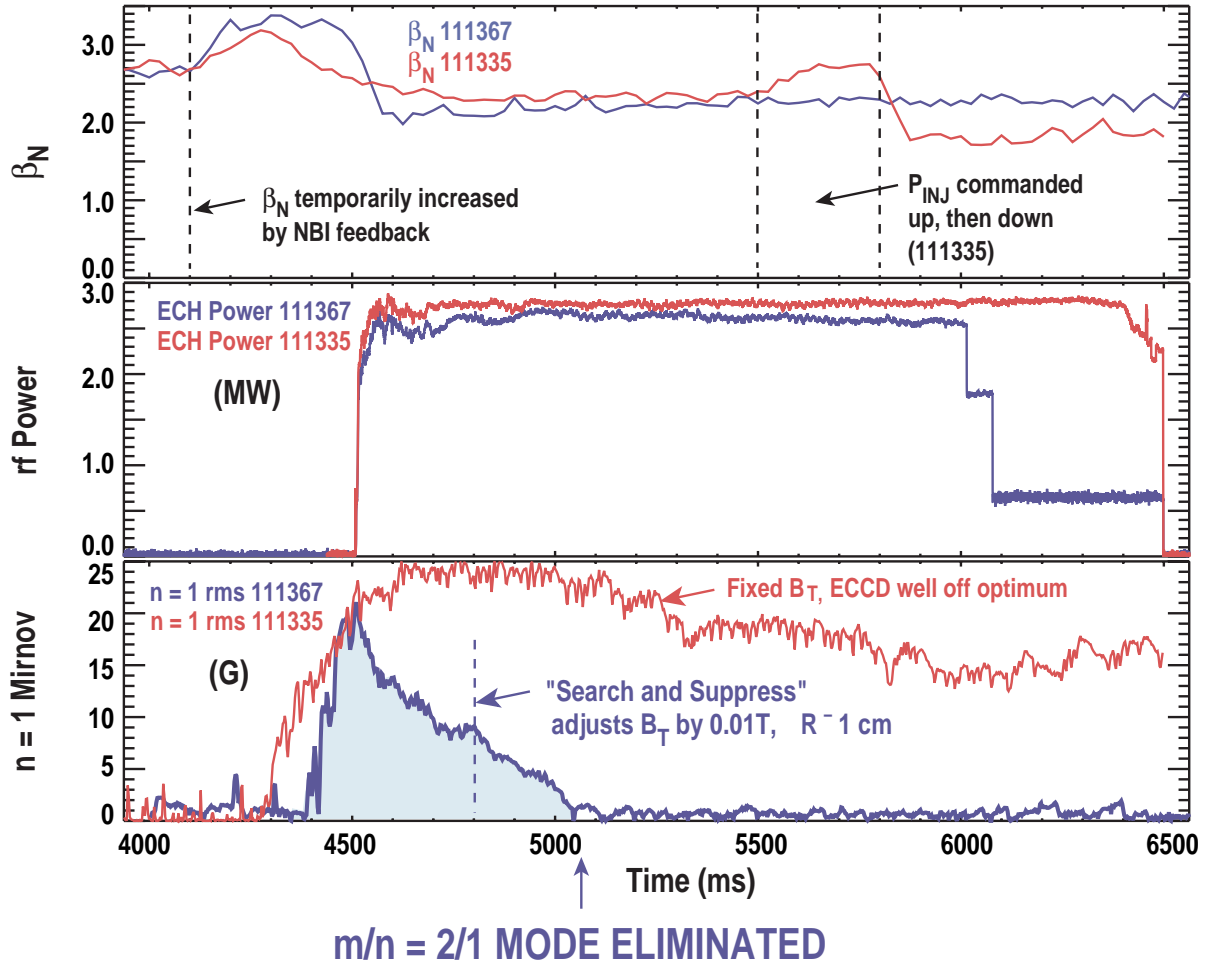 3.0
2.0
1.0
0.0
βN
βN 111367
βN 111335
βN temporarily increased
by NBI feedback
PINJ commanded
up, then down
(111335)
3.0
2.0
1.0
0.0
rf Power
(MW)
ECH Power 111367
ECH Power 111335
25
20
15
10
5
0
n = 1 Mirnov
(G)
n = 1 rms 111367
n = 1 rms 111335
Fixed BT, ECCD well off optimum
"Search and Suppress"
adjusts BT by 0.01T, R - 1 cm
4000 4500 5000 5500 6000 6500
Time (ms)
m/n = 2/1 MODE ELIMINATED